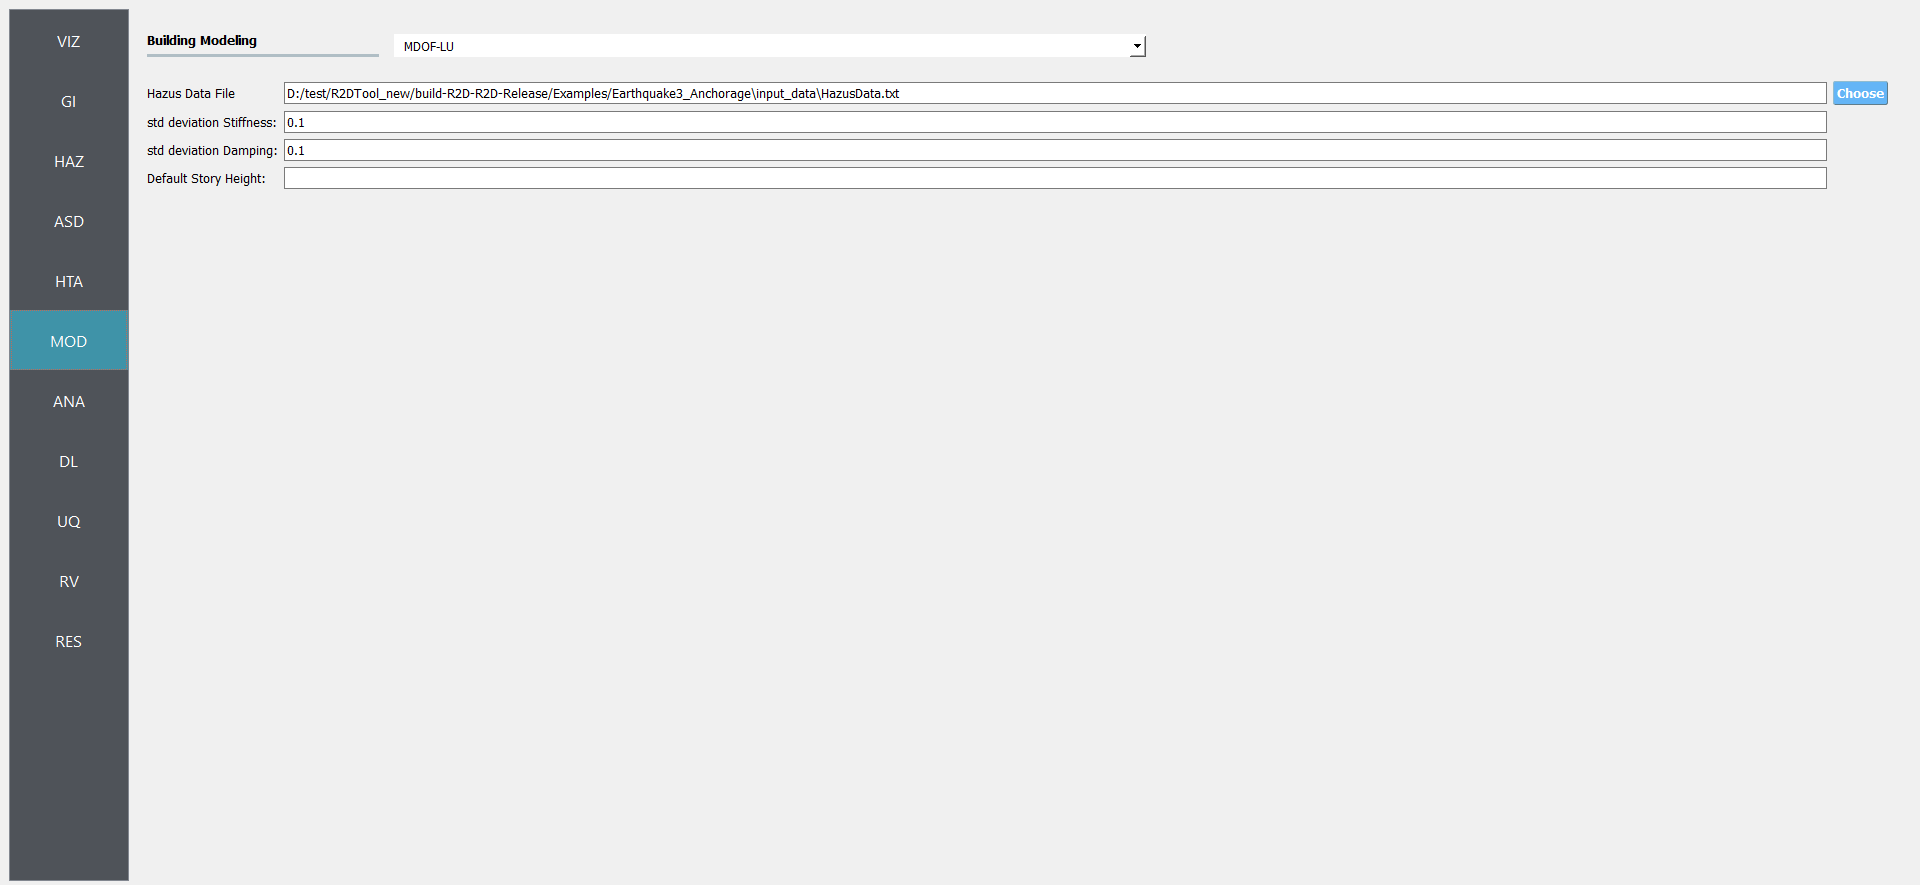 VIZ
GI
HAZ
ASD
HTA
MOD
ANA
DL
UQ
RV
RES
Building Modeling
MDOF-LU
Hazus Data File
D:/test/R2DTool_new/build-R2D-R2D-Release/Examples/Earthquake3_Anchorage\input_data\HazusData.txt
Choose
std deviation Stiffness:
0.1
std deviation Damping:
0.1
Default Story Height: